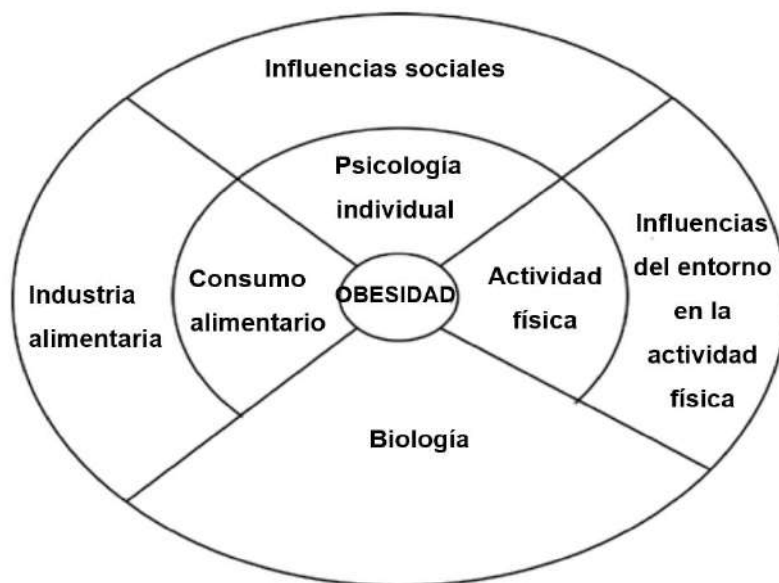 Influencias sociales
Psicología
individual
Influencias
del entorno
en la
actividad
física
Industria
alimentaria
Consumo
alimentario
OBESIDAD
Actividad
física
Biología